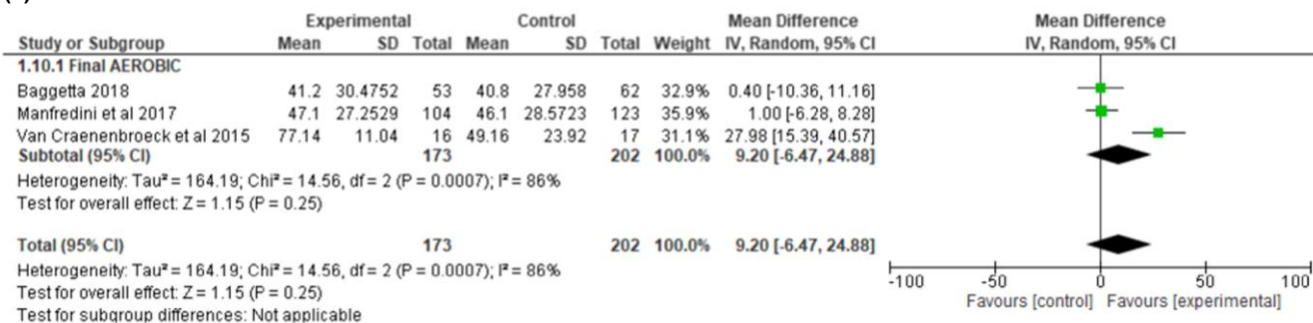 Experimental Control Mean Difference Mean Difference
Study or Subgroup Mean SD Total Mean SD Total Weight IV, Random, 95% CI IV, Random, 95% CI
1.10.1 Final AEROBIC
Baggetta 2018 41.2 30.4752 53 40.8 27.958 62 32.9% 0.40 [-10.36, 11.16]
Manfredini et al 2017 47.1 27.2529 104 46.1 28.5723 123 35.9% 1.00 [-6.28, 8.28]
Van Craenenbroeck et al 2015 77.14 11.04 16 49.16 23.92 17 31.1% 27.98 [15.39, 40.57]
Subtotal (95% CI) 173 202 100.0% 9.20 [-6.47, 24.88]
Heterogeneity: Tau² = 164.19; Chi² = 14.56, df = 2 (P = 0.0007); I² = 86%
Test for overall effect: Z = 1.15 (P = 0.25)
Total (95% CI) 173 202 100.0% 9.20 [-6.47, 24.88]
Heterogeneity: Tau² = 164.19; Chi² = 14.56, df = 2 (P = 0.0007); I² = 86%
Test for overall effect: Z = 1.15 (P = 0.25)
Test for subgroup differences: Not applicable
-100 -50 0 50 100
Favours [control] Favours [experimental]